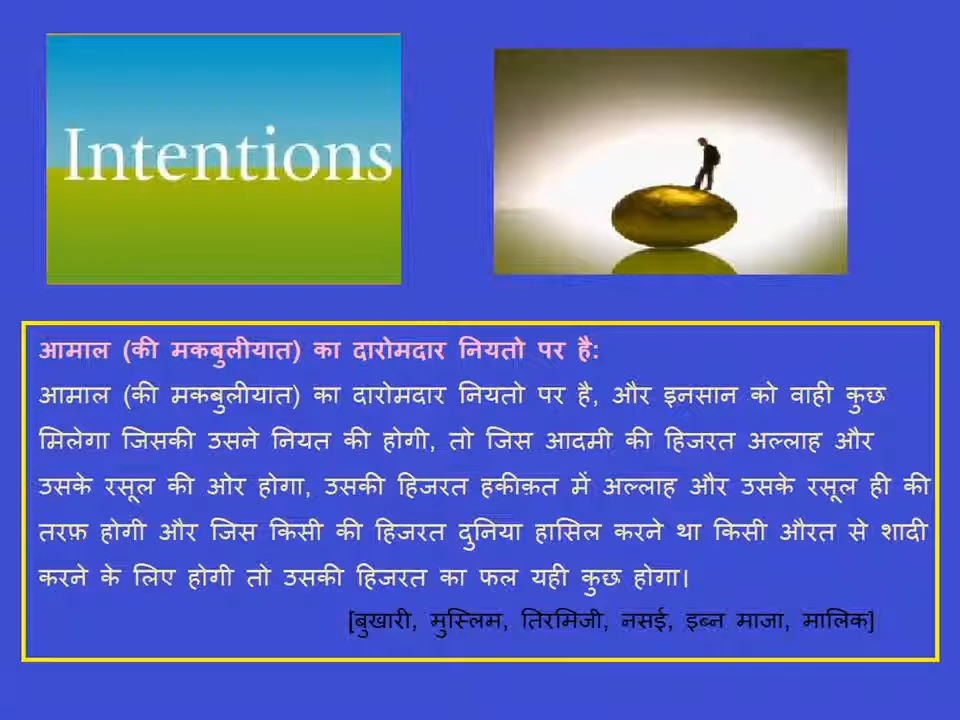 Intentions
आमाल (की मकबुलीयात) का दारोमदार नियतो पर है:
आमाल (की मकबुलीयात) का दारोमदार नियतो पर है, और इनसान को वाही कुछ
मिलेगा जिसकी उसने नियत की होगी, तो जिस आदमी की हिजरत अल्लाह और
उसके रसूल की ओर होगा, उसकी हिजरत हकीक़त में अल्लाह और उसके रसूल ही की
तरफ़ होगी और जिस किसी की हिजरत दुनिया हासिल करने था किसी औरत से शादी
करने के लिए होगी तो उसकी हिजरत का फल यही कुछ होगा।
[बुखारी, मुस्लिम, तिरमिजी, नसई, इब्न माजा, मालिक]